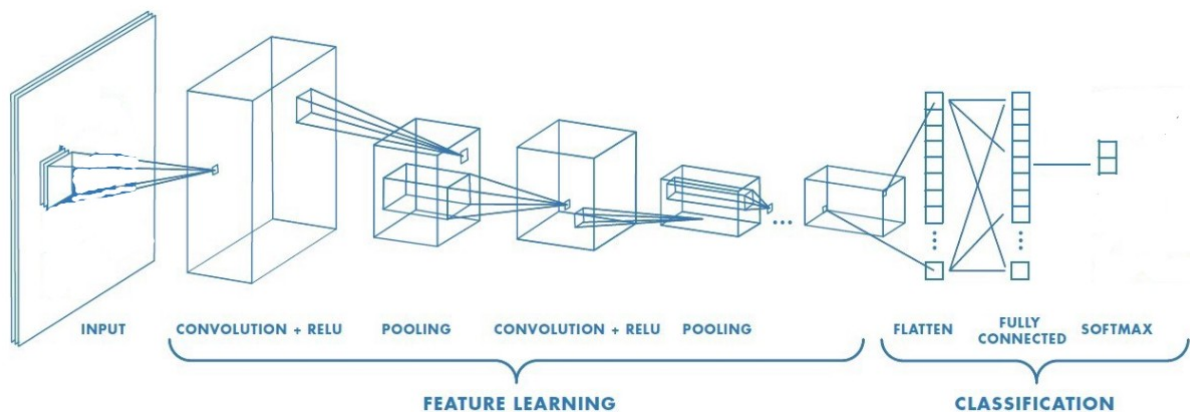 INPUT
CONVOLUTION + RELU
POOLING
CONVOLUTION + RELU
POOLING
FLATTEN
FULLY
CONNECTED
SOFTMAX
FEATURE LEARNING
CLASSIFICATION